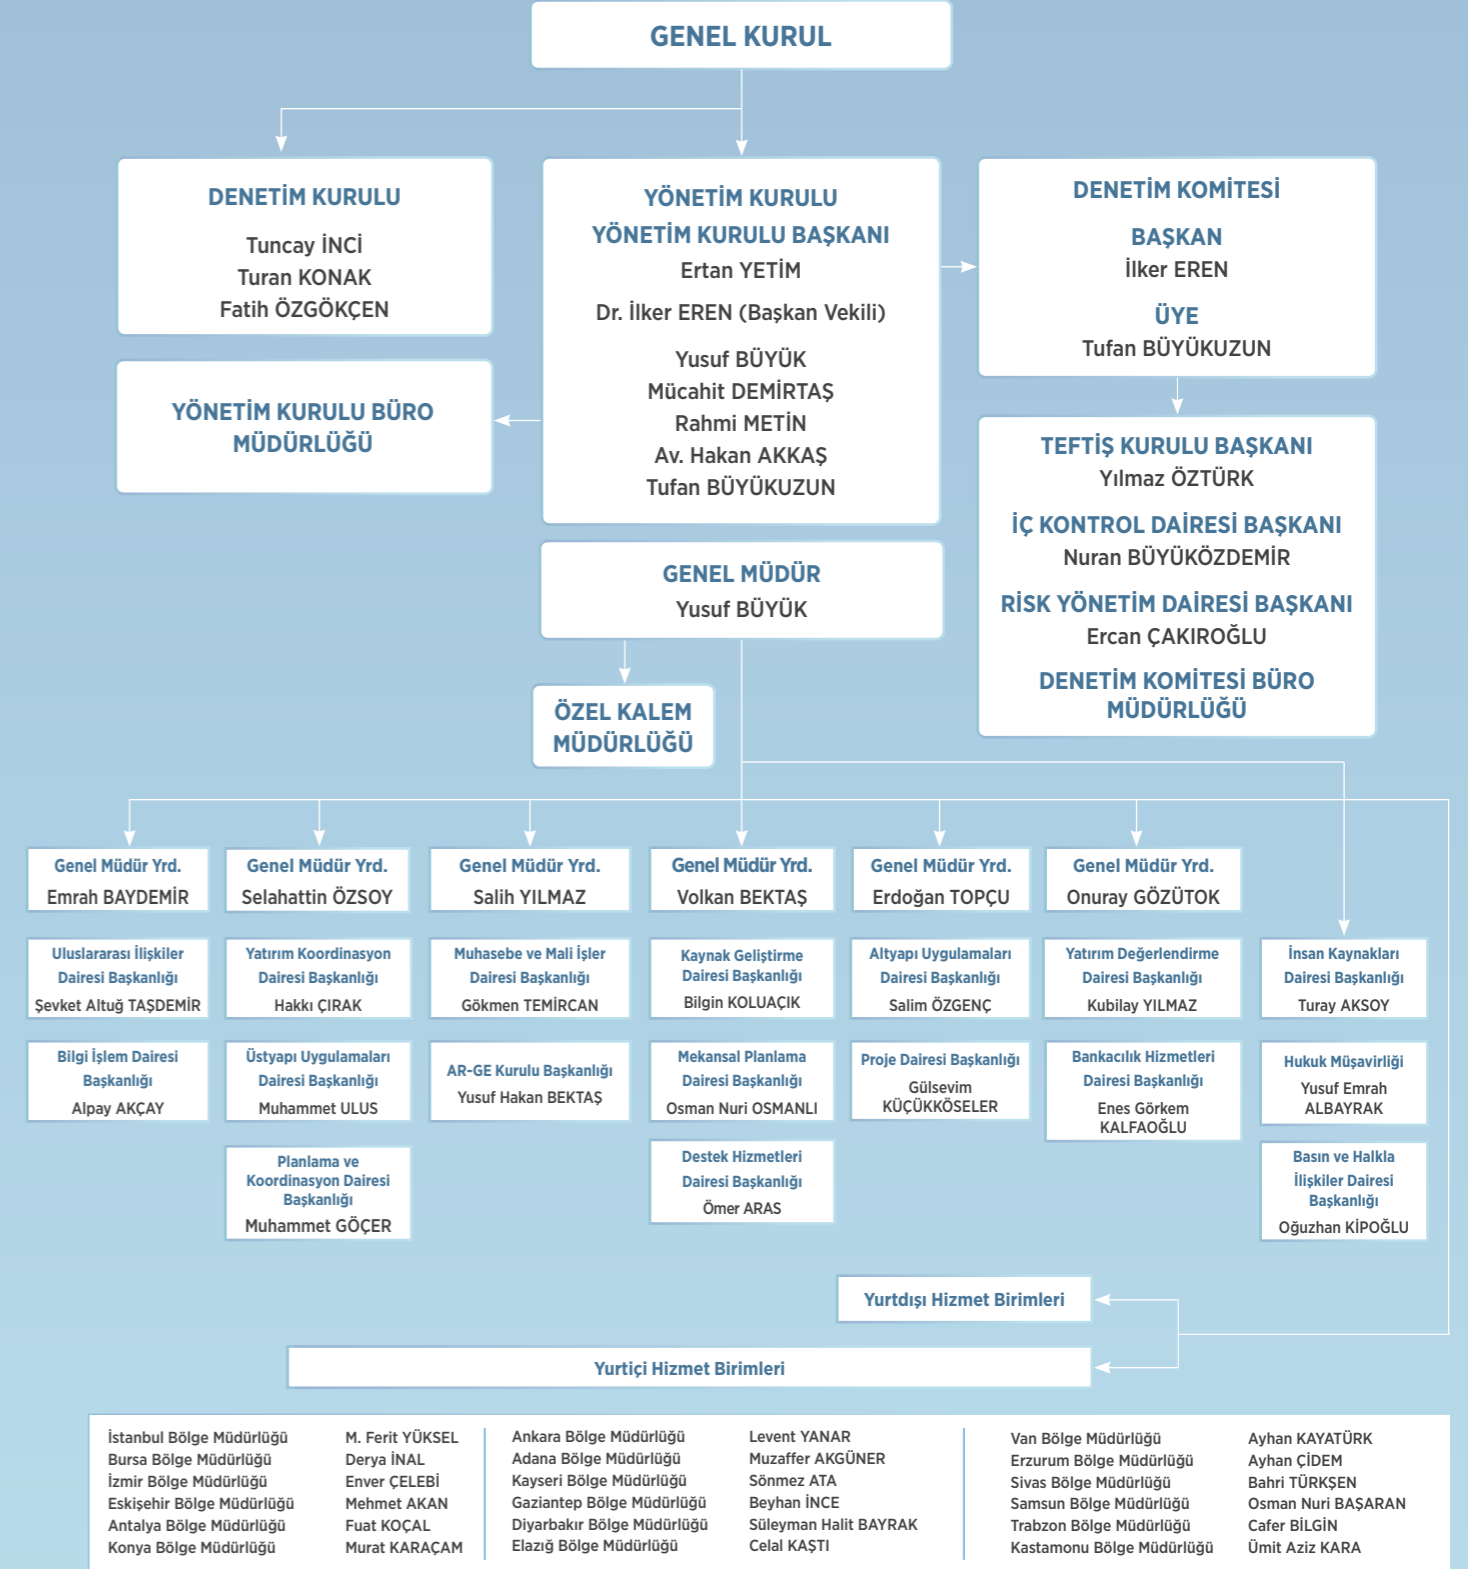 GENEL KURUL
DENETİM KURULU
Tuncay İNCİ
Turan KONAK
Fatih ÖZGÖKÇEN
YÖNETİM KURULU
YÖNETİM KURULU BAŞKANI
Ertan YETİM
Dr. İlker EREN (Başkan Vekili)
Yusuf BÜYÜK
Mücahit DEMİRTAŞ
Rahmi METİN
Av. Hakan AKKAŞ
Tufan BÜYÜKUZUN
DENETİM KOMİTESİ
BAŞKAN
İlker EREN
ÜYE
Tufan BÜYÜKUZUN
YÖNETİM KURULU BÜRO
MÜDÜRLÜĞÜ
TEFTİŞ KURULU BAŞKANI
Yılmaz ÖZTÜRK
İÇ KONTROL DAİRESİ BAŞKANI
Nuran BÜYÜKÖZDEMİR
RİSK YÖNETİM DAİRESİ BAŞKANI
Ercan ÇAKIROĞLU
DENETİM KOMİTESİ BÜRO
MÜDÜRLÜĞÜ
GENEL MÜDÜR
Yusuf BÜYÜK
ÖZEL KALEM
MÜDÜRLÜĞÜ
Genel Müdür Yrd.
Emrah BAYDEMİR
Genel Müdür Yrd.
Selahattin ÖZSOY
Genel Müdür Yrd.
Salih YILMAZ
Genel Müdür Yrd.
Volkan BEKTAŞ
Genel Müdür Yrd.
Erdoğan TOPÇU
Genel Müdür Yrd.
Onuray GÖZÜTOK
Uluslararası İlişkiler
Dairesi Başkanlığı
Şevket Altuğ TAŞDEMİR
Yatırım Koordinasyon
Dairesi Başkanlığı
Hakkı ÇIRAK
Muhasebe ve Mali İşler
Dairesi Başkanlığı
Gökmen TEMİRCAN
Kaynak Geliştirme
Dairesi Başkanlığı
Bilgin KOLUAÇIK
Altyapı Uygulamaları
Dairesi Başkanlığı
Salim ÖZGENÇ
Yatırım Değerlendirme
Dairesi Başkanlığı
Kubilay YILMAZ
İnsan Kaynakları
Dairesi Başkanlığı
Turay AKSOY
Bilgi İşlem Dairesi
Başkanlığı
Alpay AKÇAY
Üstyapı Uygulamaları
Dairesi Başkanlığı
Muhammet ULUS
AR-GE Kurulu Başkanlığı
Yusuf Hakan BEKTAŞ
Mekansal Planlama
Dairesi Başkanlığı
Osman Nuri OSMANLI
Proje Dairesi Başkanlığı
Gülsevim
KÜÇÜKKÖSELER
Bankacılık Hizmetleri
Dairesi Başkanlığı
Enes Görkem
KALFAOĞLU
Hukuk Müşavirliği
Yusuf Emrah
ALBAYRAK
Planlama ve
Koordinasyon Dairesi
Başkanlığı
Muhammet GÖÇER
Destek Hizmetleri
Dairesi Başkanlığı
Ömer ARAS
Basın ve Halkla
İlişkiler Dairesi
Başkanlığı
Oğuzhan KİPOĞLU
Yurtdışı Hizmet Birimleri
Yurtiçi Hizmet Birimleri
İstanbul Bölge Müdürlüğü M. Ferit YÜKSEL
Bursa Bölge Müdürlüğü Derya İNAL
İzmir Bölge Müdürlüğü Enver ÇELEBİ
Eskişehir Bölge Müdürlüğü Mehmet AKAN
Antalya Bölge Müdürlüğü Fuat KOÇAL
Konya Bölge Müdürlüğü Murat KARAÇAM
Ankara Bölge Müdürlüğü Levent YANAR
Adana Bölge Müdürlüğü Muzaffer AKGÜNER
Kayseri Bölge Müdürlüğü Sönmez ATA
Gaziantep Bölge Müdürlüğü Beyhan İNCE
Diyarbakır Bölge Müdürlüğü Süleyman Halit BAYRAK
Elazığ Bölge Müdürlüğü Celal KAŞTI
Van Bölge Müdürlüğü Ayhan KAYATÜRK
Erzurum Bölge Müdürlüğü Ayhan ÇİDEM
Sivas Bölge Müdürlüğü Bahri TÜRKŞEN
Samsun Bölge Müdürlüğü Osman Nuri BAŞARAN
Trabzon Bölge Müdürlüğü Cafer BİLGİN
Kastamonu Bölge Müdürlüğü Ümit Aziz KARA